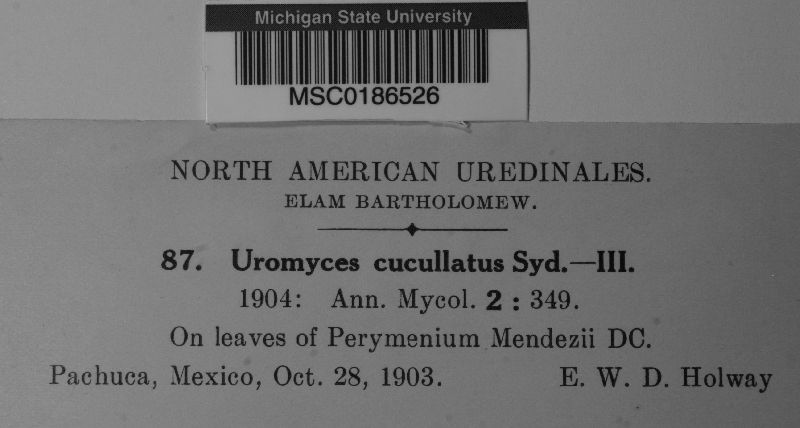 Michigan State University
MSC0186526
NORTH AMERICAN UREDINALES.
ELAM BARTHOLOMEW.
87. Uromyces cucullatus Syd.—III.
1904: Ann. Mycol. 2 : 349.
On leaves of Perymenium Mendezii DC.
Pachuca, Mexico, Oct. 28, 1903. E. W. D. Holway